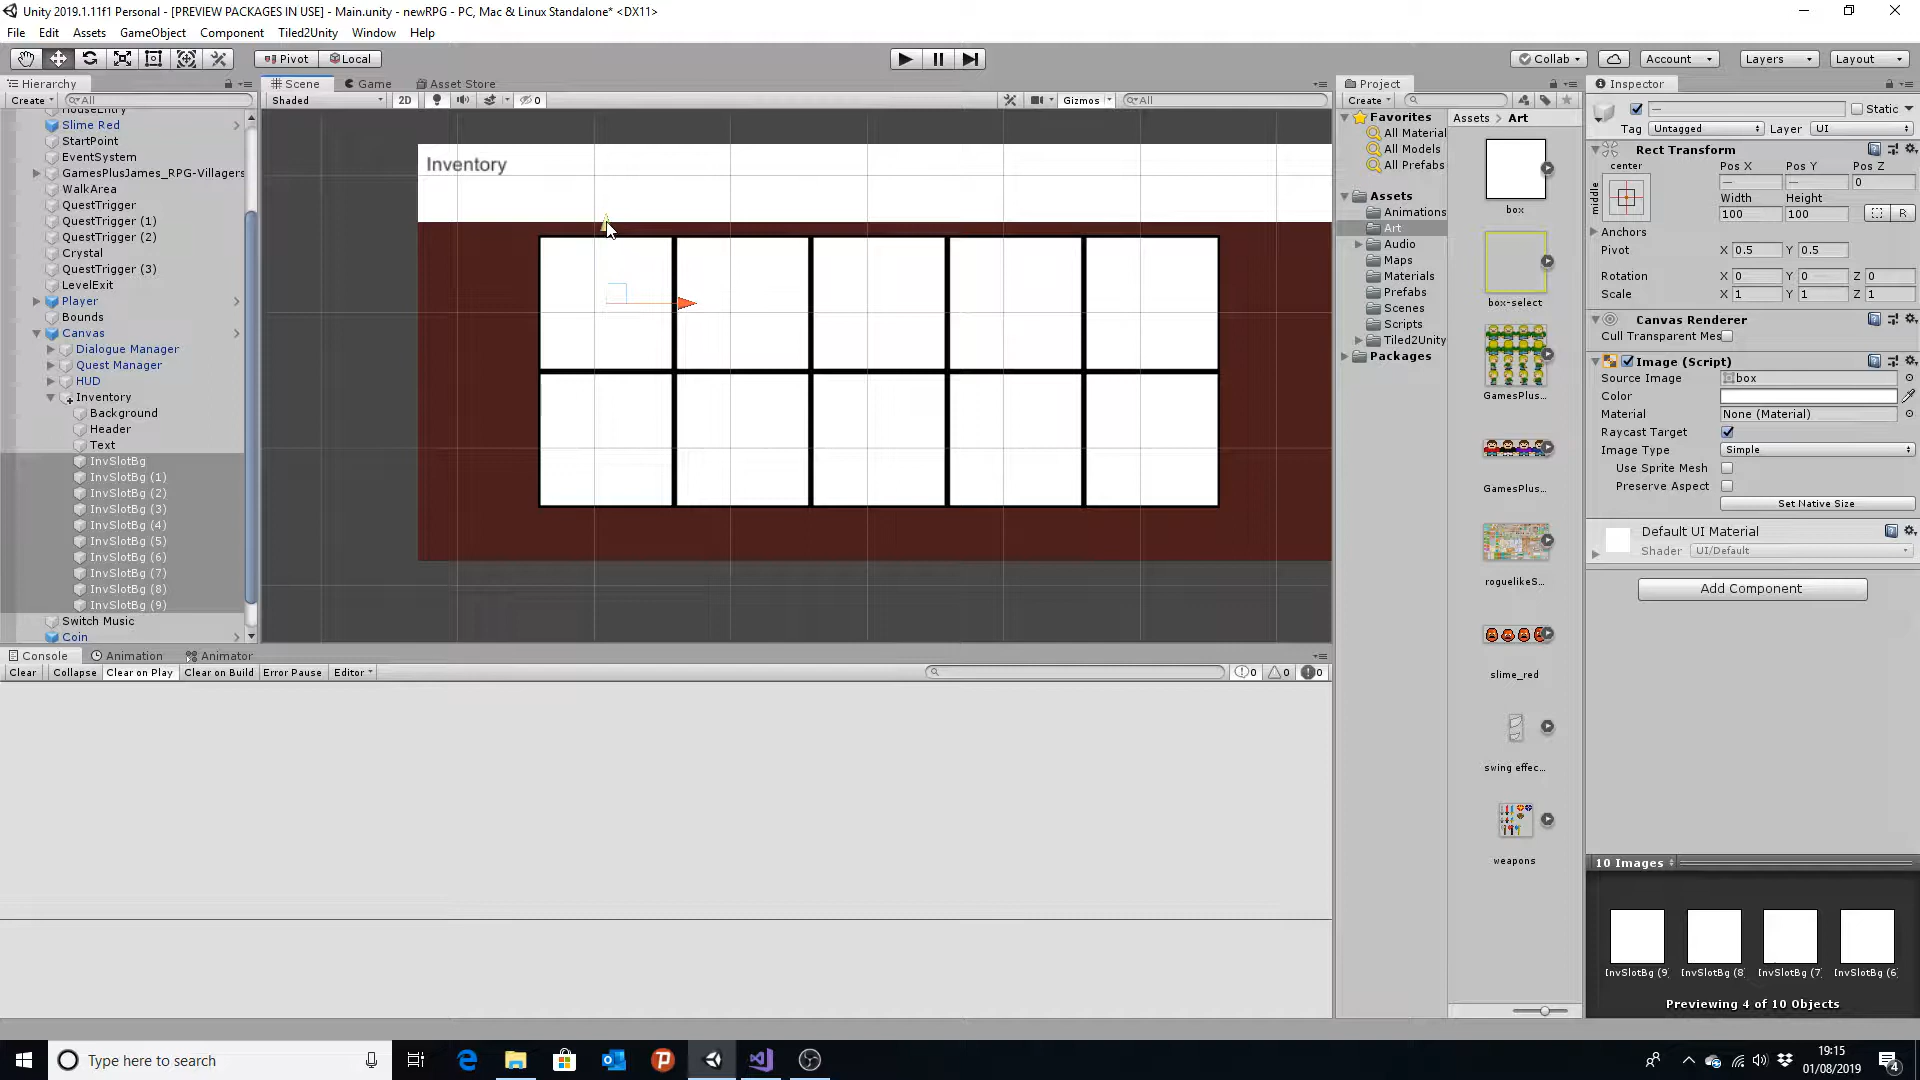 Unity 2019.1.11f1 Personal - [PREVIEW PACKAGES IN USE] - Main.unity - newRPG - PC, Mac & Linux Standalone* <DX11>
File Edit Assets GameObject Component Tiled2Unity Window Help
Pivot Local Collab Account Layers Layout
Hierarchy Scene Game Asset Store Project Inspector
Create All Shaded 2D 0 Gizmos All Create Static
HouseEntry
Slime Red
StartPoint
EventSystem
GamesPlusJames_RPG-Villagers
WalkArea
QuestTrigger
QuestTrigger (1)
QuestTrigger (2)
Crystal
QuestTrigger (3)
LevelExit
Player
Bounds
Canvas
Dialogue Manager
Quest Manager
HUD
Inventory
Background
Header
Text
InvSlotBg
InvSlotBg (1)
InvSlotBg (2)
InvSlotBg (3)
InvSlotBg (4)
InvSlotBg (5)
InvSlotBg (6)
InvSlotBg (7)
InvSlotBg (8)
InvSlotBg (9)
Switch Music
Coin
Inventory
Favorites
All Material
All Models
All Prefabs
Assets
Animations
Art
Audio
Maps
Materials
Prefabs
Scenes
Scripts
Tiled2Unity
Packages
Assets Art
box
box-select
GamesPlus...
GamesPlus...
roguelikeS...
slime_red
swing effec...
weapons
—
Tag Untagged Layer UI
Rect Transform
center Pos X Pos Y Pos Z
middle — — 0
Width Height
100 100 R
Anchors
Pivot X 0.5 Y 0.5
Rotation X 0 Y 0 Z 0
Scale X 1 Y 1 Z 1
Canvas Renderer
Cull Transparent Mes
Image (Script)
Source Image box
Color
Material None (Material)
Raycast Target
Image Type Simple
Use Sprite Mesh
Preserve Aspect
Set Native Size
Default UI Material
Shader UI/Default
Add Component
10 Images
InvSlotBg (9) InvSlotBg (8) InvSlotBg (7) InvSlotBg (6)
Previewing 4 of 10 Objects
Console Animation Animator
Clear Collapse Clear on Play Clear on Build Error Pause Editor 0 0 0
Type here to search
19:15
01/08/2019
4